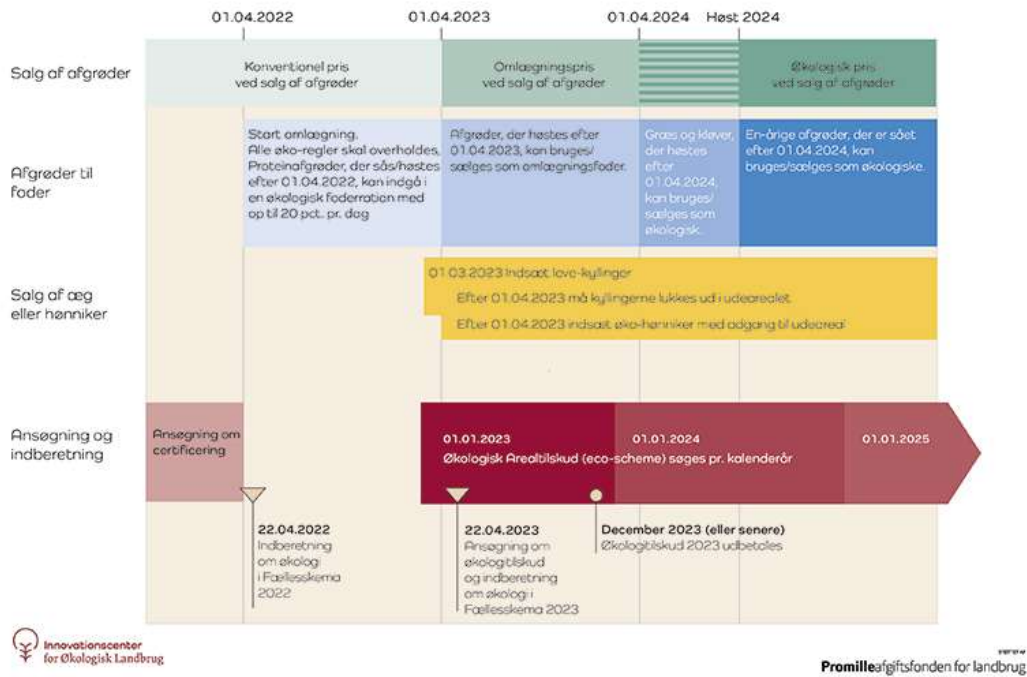 01.04.2022
01.04.2023
01.04.2024
Høst 2024
Salg af afgrøder
Konventionel pris
ved salg af afgrøder
Omlægningspris
ved salg af afgrøder
Økologisk pris
ved salg af afgrøder
Afgrøder til
foder
Start omlægning.
Alle øko-regler skal overholdes.
Proteinafgrøder, der sås/høstes
efter 01.04.2022, kan indgå i
en økologisk foderration med
op til 20 pct. pr. dag
Afgrøder, der høstes efter
01.04.2023, kan bruges/
sælges som omlægningsfoder.
Græs og kløver,
der høstes
efter
01.04.2024,
kan bruges/
sælges som
økologisk.
En-årige afgrøder, der er sået
efter 01.04.2024, kan
bruges/sælges som økologiske.
Salg af æg
eller hønniker
01.03.2023 Indsæt leve-kyllinger
Efter 01.04.2023 må kyllingerne lukkes ud i udearealet
Efter 01.04.2023 indsæt øko-hønniker med adgang til udeareal
Ansøgning og
indberetning
Ansøgning om
certificering
01.01.2023
01.01.2024
01.01.2025
Økologisk Arealtilskud (eco-scheme) søges pr. kalenderår
22.04.2022
Indberetning
om økologi
i Fællesskema
2022
22.04.2023
Ansøgning om
økologitilskud
og indberetning
om økologi i
Fællesskema 2023
December 2023 (eller senere)
Økologitilskud 2023 udbetales
Innovationscenter
for Økologisk Landbrug
Promilleafgiftsfonden for landbrug